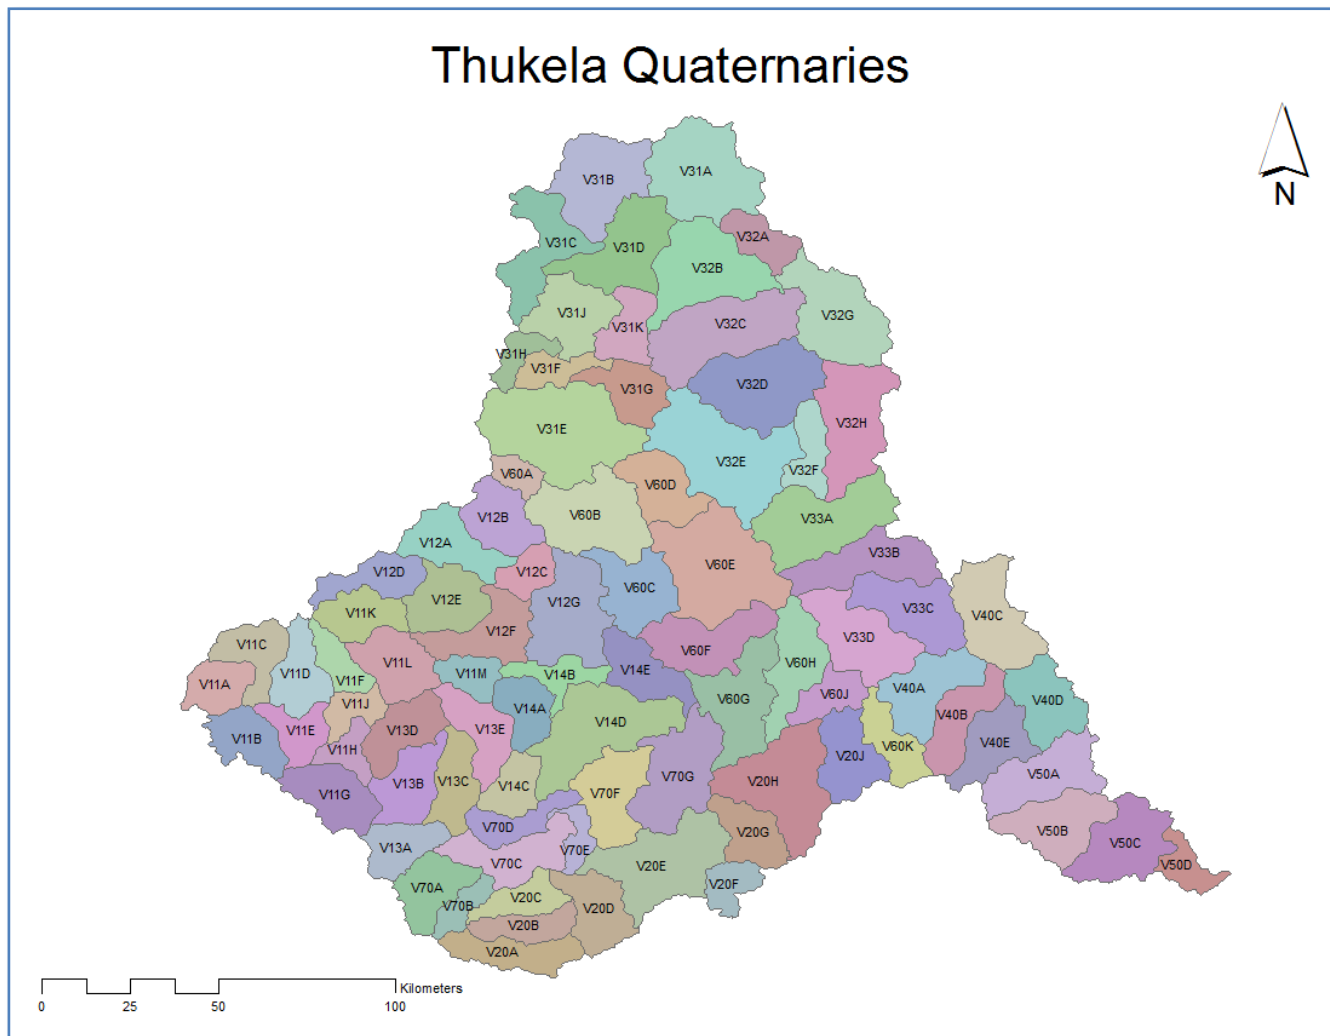 Thukela Quaternaries
N
V31B
V31A
V31C
V31D
V32A
V32B
V31J
V31K
V32C
V32G
V31H
V31F
V31G
V32D
V31E
V32H
V32E
V32F
V60A
V60D
V12B
V60B
V33A
V12A
V33B
V12D
V12C
V60E
V60C
V12E
V12G
V33C
V11K
V40C
V12F
V33D
V11C
V11L
V60F
V60H
V11D
V11M
V14B
V14E
V11A
V11F
V40A
V60J
V60G
V40D
V11J
V14A
V40B
V11E
V13D
V13E
V14D
V11B
V11H
V60K
V40E
V20J
V50A
V13B
V13C
V14C
V70G
V20H
V11G
V70F
V70D
V50B
V20G
V50C
V13A
V70E
V70C
V20E
V50D
V70A
V20F
V20C
V70B
V20D
V20B
V20A
Kilometers
0 25 50 100